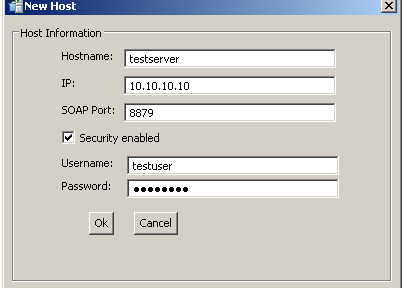 New Host
Host Information
Hostname: testserver
IP: 10.10.10.10
SOAP Port: 8879
Security enabled
Username: testuser
Password: ●●●●●●●●
Ok Cancel